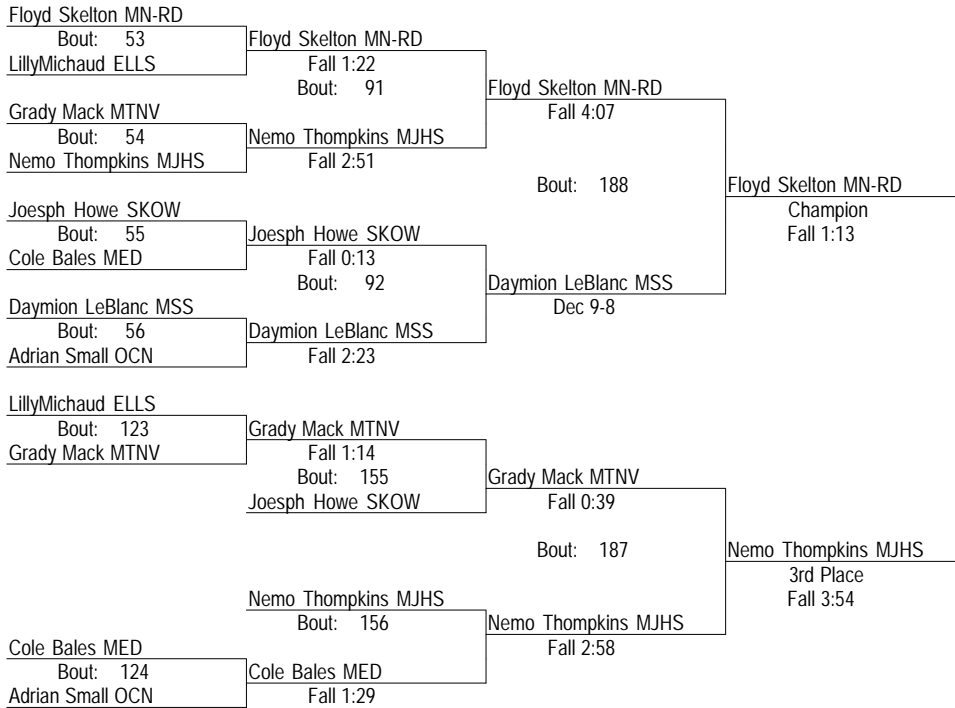 Floyd Skelton MN-RD
Bout: 53
Floyd Skelton MN-RD
LillyMichaud ELLS
Fall 1:22
Bout: 91
Floyd Skelton MN-RD
Grady Mack MTNV
Fall 4:07
Bout: 54
Nemo Thompkins MJHS
Nemo Thompkins MJHS
Fall 2:51
Bout: 188
Floyd Skelton MN-RD
Joesph Howe SKOW
Champion
Bout: 55
Joesph Howe SKOW
Fall 1:13
Cole Bales MED
Fall 0:13
Bout: 92
Daymion LeBlanc MSS
Daymion LeBlanc MSS
Dec 9-8
Bout: 56
Daymion LeBlanc MSS
Adrian Small OCN
Fall 2:23
LillyMichaud ELLS
Bout: 123
Grady Mack MTNV
Grady Mack MTNV
Fall 1:14
Bout: 155
Grady Mack MTNV
Joesph Howe SKOW
Fall 0:39
Bout: 187
Nemo Thompkins MJHS
3rd Place
Nemo Thompkins MJHS
Fall 3:54
Bout: 156
Nemo Thompkins MJHS
Cole Bales MED
Fall 2:58
Bout: 124
Cole Bales MED
Adrian Small OCN
Fall 1:29